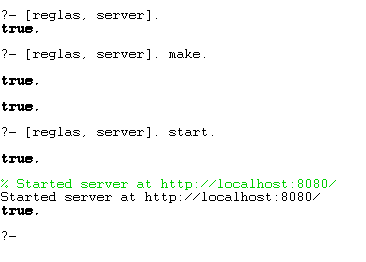 ?- [reglas, server].
true.
?- [reglas, server]. make.
true.
true.
?- [reglas, server]. start.
true.
% Started server at http://localhost:8080/
Started server at http://localhost:8080/
true.
?-